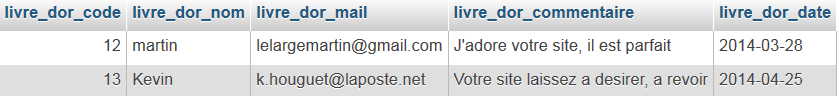 livre_dor_code livre_dor_nom livre_dor_mail livre_dor_commentaire livre_dor_date
12 martin lelargemartin@gmail.com J'adore votre site, il est parfait 2014-03-28
13 Kevin k.houguet@laposte.net Votre site laissez a desirer, a revoir 2014-04-25